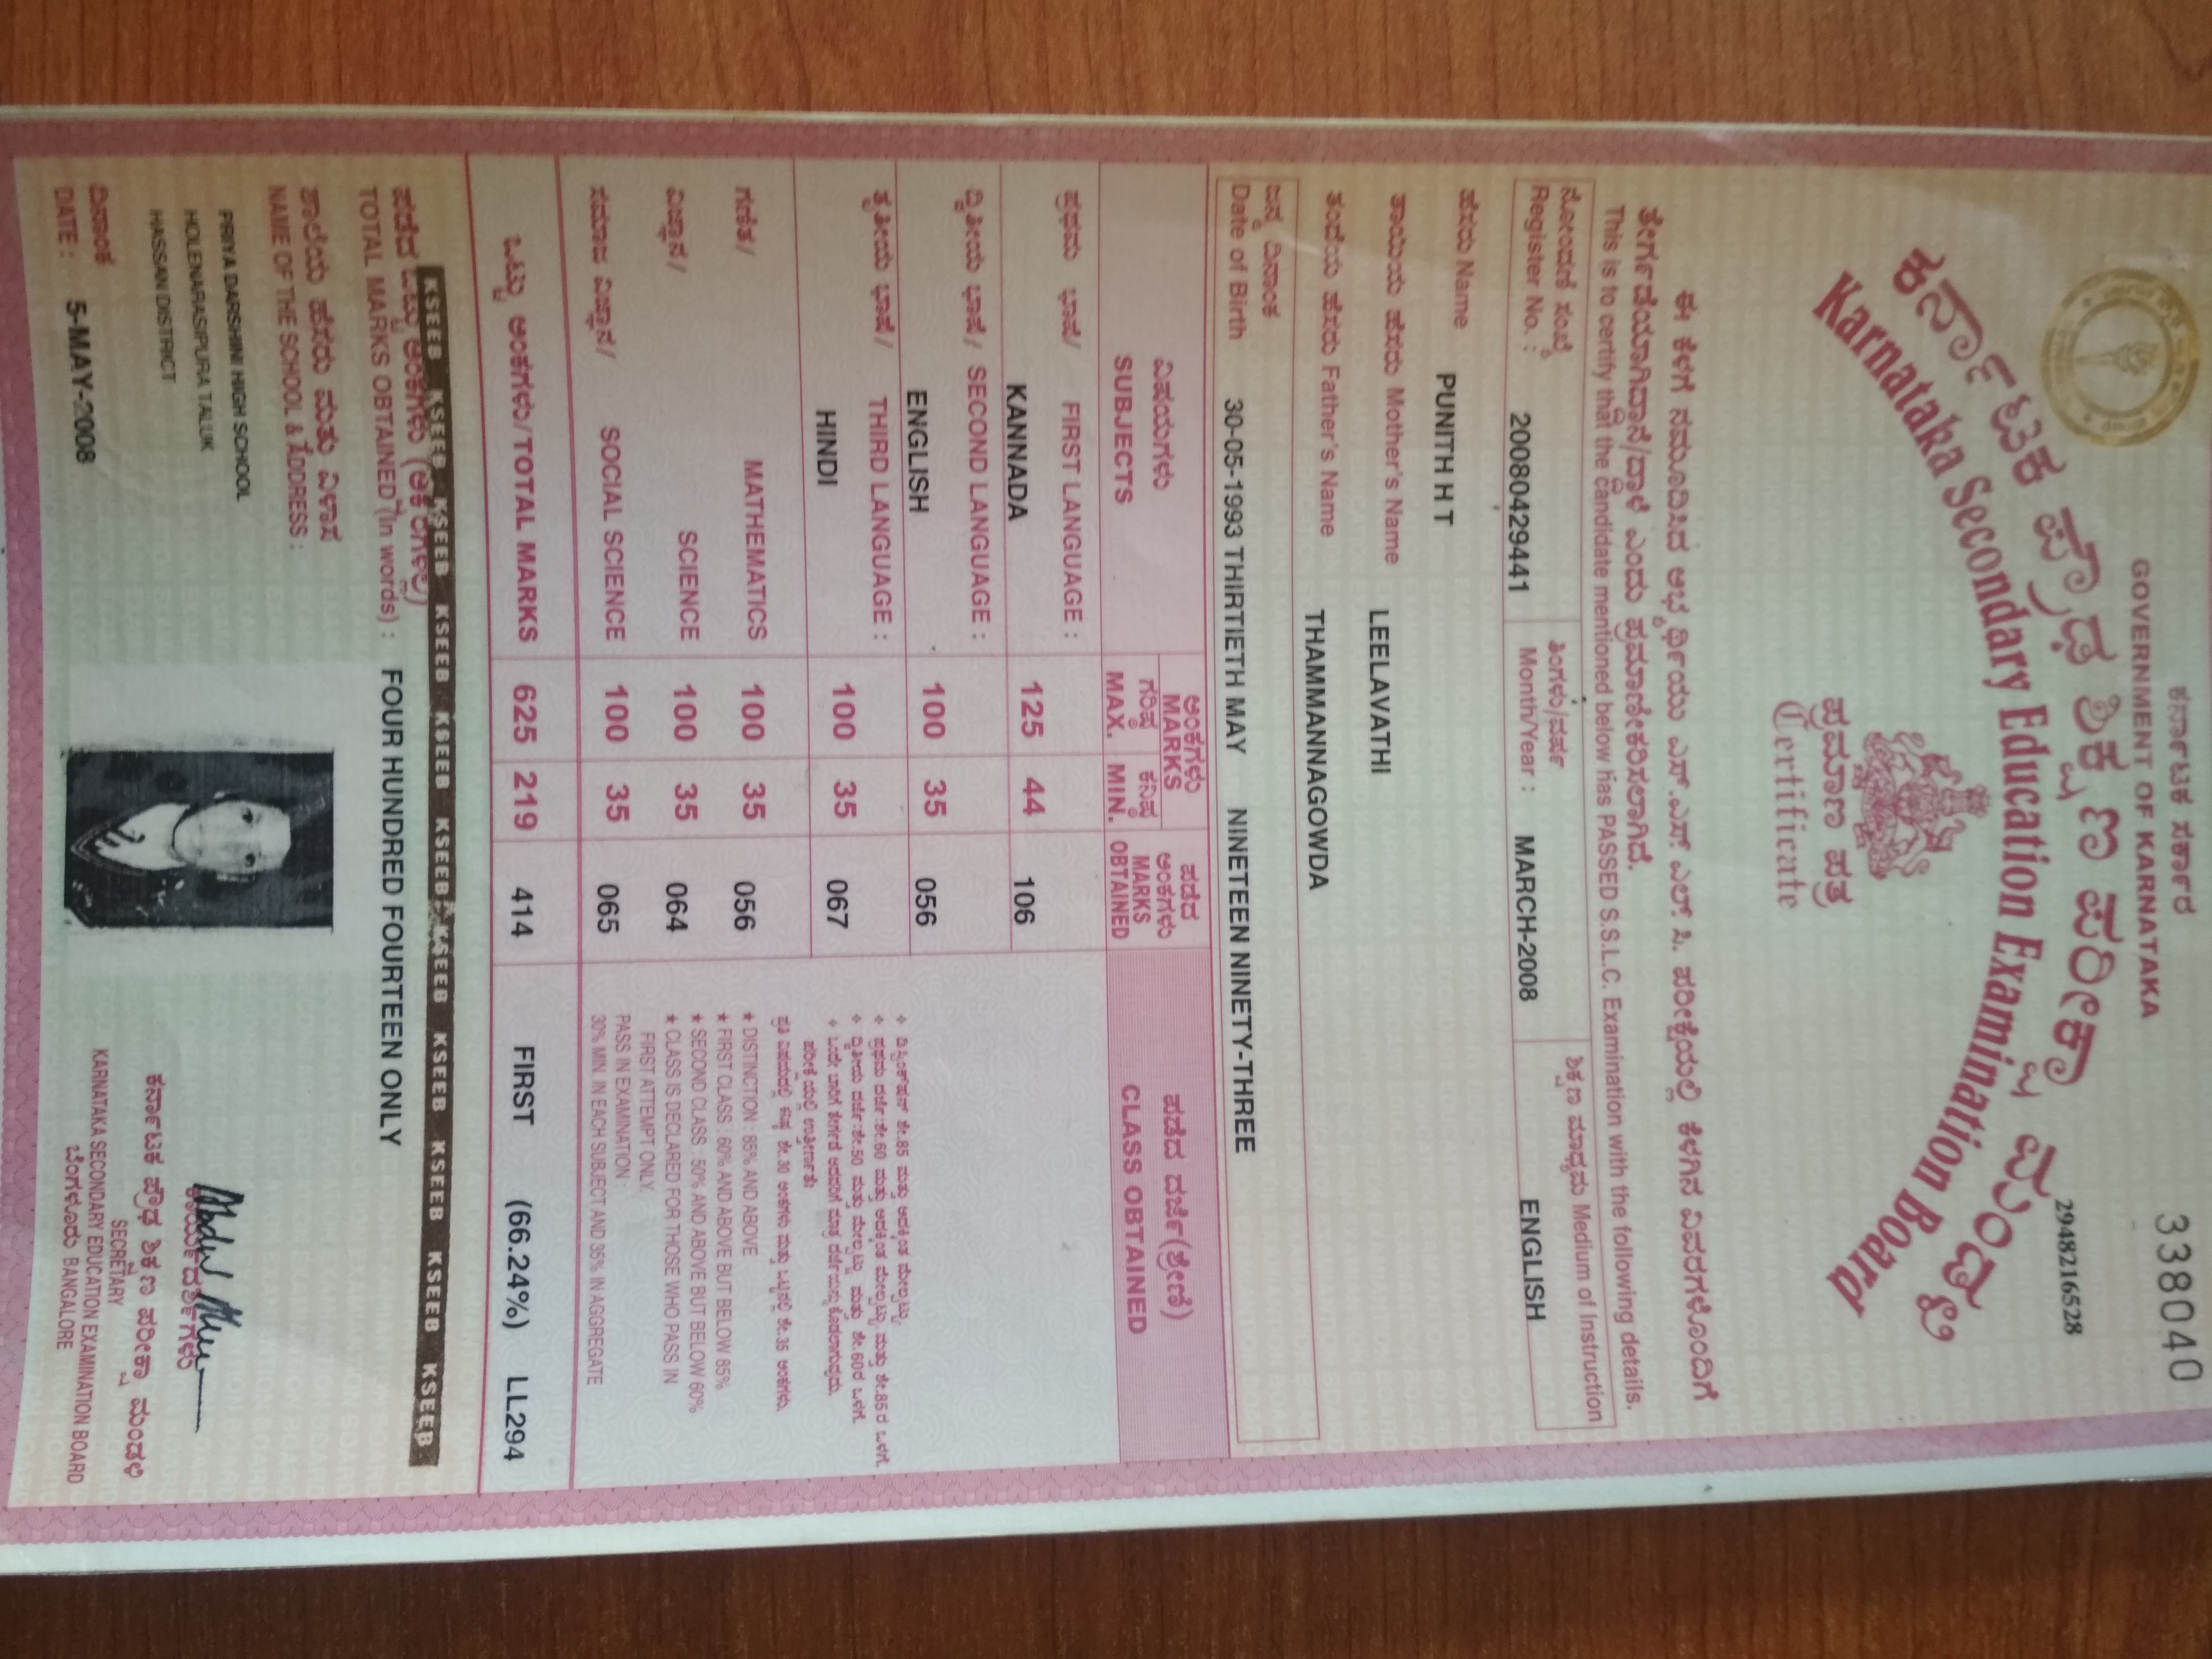 338040
ಕರ್ನಾಟಕ ಸರ್ಕಾರ
GOVERNMENT OF KARNATAKA
2948216528
ಕರ್ನಾಟಕ ಪ್ರೌಢ ಶಿಕ್ಷಣ ಪರೀಕ್ಷಾ ಮಂಡಳಿ
Karnataka Secondary Education Examination Board
ಪ್ರಮಾಣ ಪತ್ರ
Certificate
ಈ ಕೆಳಗೆ ನಮೂದಿಸಿದ ಅಭ್ಯರ್ಥಿಯು ಎಸ್.ಎಸ್.ಎಲ್.ಸಿ. ಪರೀಕ್ಷೆಯಲ್ಲಿ ಕೆಳಗಿನ ವಿವರಗಳೊಂದಿಗೆ
ತೇರ್ಗಡೆಯಾಗಿದ್ದಾನೆ/ದ್ದಾಳೆ ಎಂದು ಪ್ರಮಾಣೀಕರಿಸಲಾಗಿದೆ.
This is to certify that the candidate mentioned below has PASSED S.S.L.C. Examination with the following details.
ನೋಂದಣಿ ಸಂಖ್ಯೆ ತಿಂಗಳು/ವರ್ಷ ಶಿಕ್ಷಣ ಮಾಧ್ಯಮ Medium of Instruction
Register No. : 20080429441 Month/Year : MARCH-2008 ENGLISH
ಹೆಸರು Name PUNITH H T
ತಾಯಿಯ ಹೆಸರು Mother's Name LEELAVATHI
ತಂದೆಯ ಹೆಸರು Father's Name THAMMANNAGOWDA
ಜನ್ಮ ದಿನಾಂಕ
Date of Birth 30-05-1993 THIRTIETH MAY NINETEEN NINETY-THREE
ವಿಷಯಗಳು ಅಂಕಗಳು ಪಡೆದ ಅಂಕಗಳು ಪಡೆದ ದರ್ಜೆ(ಶ್ರೇಣಿ)
SUBJECTS MARKS ಗರಿಷ್ಠ MAX. ಕನಿಷ್ಠ MIN. MARKS OBTAINED CLASS OBTAINED
ಪ್ರಥಮ ಭಾಷೆ/ FIRST LANGUAGE :
KANNADA 125 44 106
ದ್ವಿತೀಯ ಭಾಷೆ/ SECOND LANGUAGE :
ENGLISH 100 35 056
ತೃತೀಯ ಭಾಷೆ/ THIRD LANGUAGE :
HINDI 100 35 067
ಗಣಿತ/ MATHEMATICS 100 35 056
ವಿಜ್ಞಾನ/ SCIENCE 100 35 064
ಸಮಾಜ ವಿಜ್ಞಾನ/ SOCIAL SCIENCE 100 35 065
★ DISTINCTION : 85% AND ABOVE
★ FIRST CLASS : 60% AND ABOVE BUT BELOW 85%
★ SECOND CLASS : 50% AND ABOVE BUT BELOW 60%
★ CLASS IS DECLARED FOR THOSE WHO PASS IN
FIRST ATTEMPT ONLY.
PASS IN EXAMINATION :
30% MIN. IN EACH SUBJECT AND 35% IN AGGREGATE
ಒಟ್ಟು ಅಂಕಗಳು/TOTAL MARKS 625 219 414 FIRST (66.24%) LL294
KSEEB KSEEB KSEEB KSEEB KSEEB KSEEB KSEEB KSEEB KSEEB KSEEB KSEEB
ಪಡೆದ ಒಟ್ಟು ಅಂಕಗಳು
TOTAL MARKS OBTAINED (In words) : FOUR HUNDRED FOURTEEN ONLY
ಶಾಲೆಯ ಹೆಸರು ಮತ್ತು ವಿಳಾಸ
NAME OF THE SCHOOL & ADDRESS :
PRIYA DARSHINI HIGH SCHOOL
HOLENARASIPURA TALUK
HASSAN DISTRICT
ದಿನಾಂಕ
DATE : 5-MAY-2008
ಕಾರ್ಯದರ್ಶಿಗಳು
ಕರ್ನಾಟಕ ಪ್ರೌಢ ಶಿಕ್ಷಣ ಪರೀಕ್ಷಾ ಮಂಡಳಿ
SECRETARY
KARNATAKA SECONDARY EDUCATION EXAMINATION BOARD
ಬೆಂಗಳೂರು BANGALORE